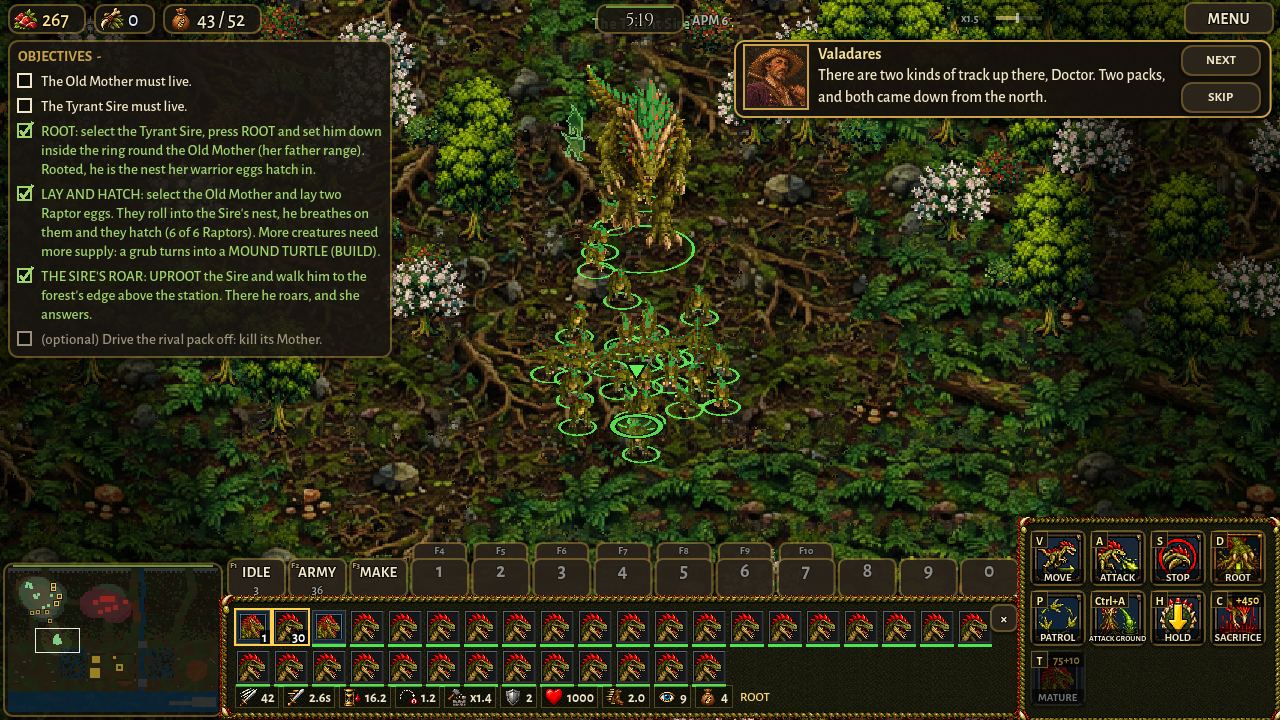 267
0
43/52
5:19
APM 6
x1.5
MENU
OBJECTIVES -
The Old Mother must live.
The Tyrant Sire must live.
ROOT: select the Tyrant Sire, press ROOT and set him down
inside the ring round the Old Mother (her father range).
Rooted, he is the nest her warrior eggs hatch in.
LAY AND HATCH: select the Old Mother and lay two
Raptor eggs. They roll into the Sire's nest, he breathes on
them and they hatch (6 of 6 Raptors). More creatures need
more supply: a grub turns into a MOUND TURTLE (BUILD).
THE SIRE'S ROAR: UPROOT the Sire and walk him to the
forest's edge above the station. There he roars, and she
answers.
(optional) Drive the rival pack off: kill its Mother.
Valadares
There are two kinds of track up there, Doctor. Two packs,
and both came down from the north.
NEXT
SKIP
F1 IDLE
3
F2 ARMY
36
F3 MAKE
F4 F5 F6 F7 F8 F9 F10
1 2 3 4 5 6 7 8 9 0
1
30
×
42 2.6s 16.2 1.2 x1.4 2 1000 2.0 9 4 ROOT
V MOVE
A ATTACK
S STOP
D ROOT
P PATROL
Ctrl+A ATTACK GROUND
H HOLD
C +450 SACRIFICE
T 75+10 MATURE